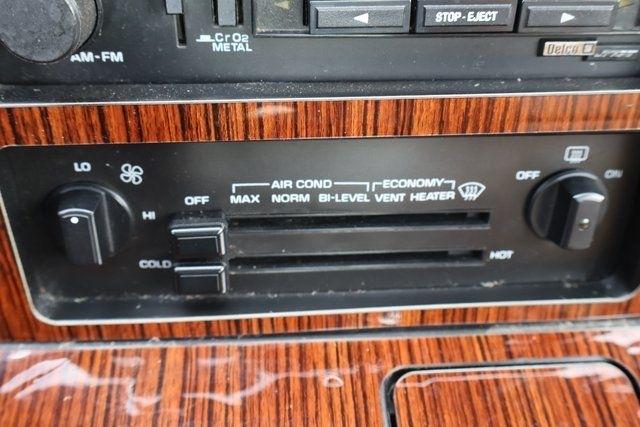 STOP-EJECT
CrO2
METAL
AM-FM
Delco
LO
OFF
AIR COND
ECONOMY
MAX NORM BI-LEVEL VENT HEATER
HI
COLD
HOT
OFF
ON